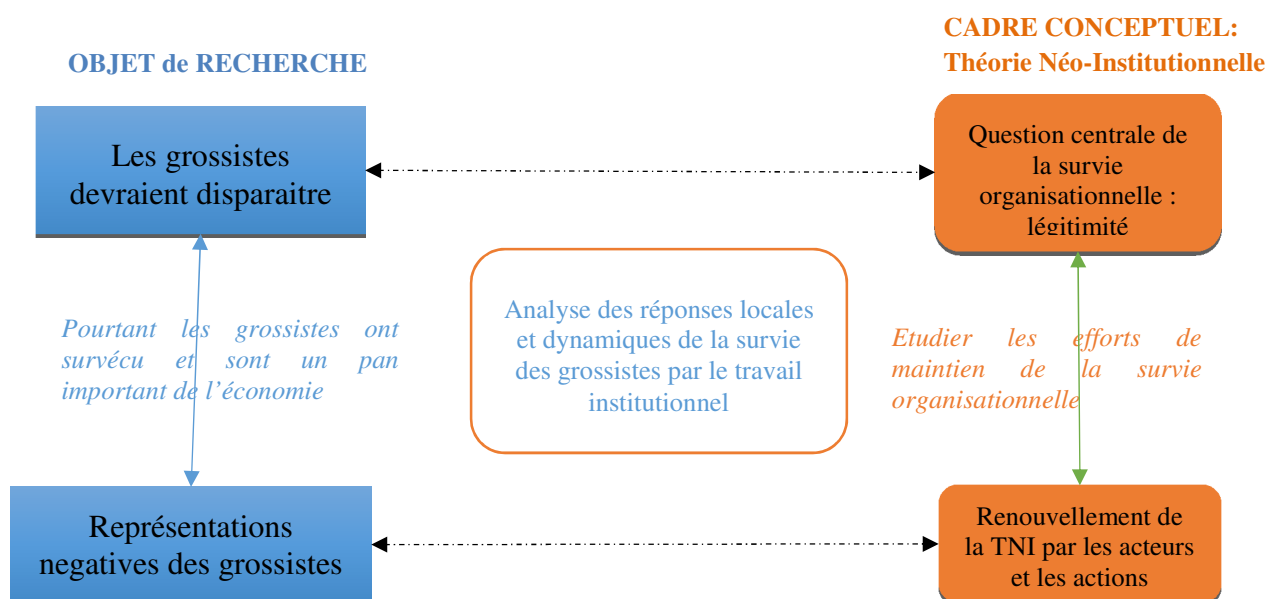 OBJET de RECHERCHE
CADRE CONCEPTUEL:
Théorie Néo-Institutionnelle
Les grossistes
devraient disparaitre
Question centrale de
la survie
organisationnelle :
légitimité
Pourtant les grossistes ont
survécu et sont un pan
important de l’économie
Analyse des réponses locales
et dynamiques de la survie
des grossistes par le travail
institutionnel
Etudier les efforts de
maintien de la survie
organisationnelle
Représentations
negatives des grossistes
Renouvellement de
la TNI par les acteurs
et les actions